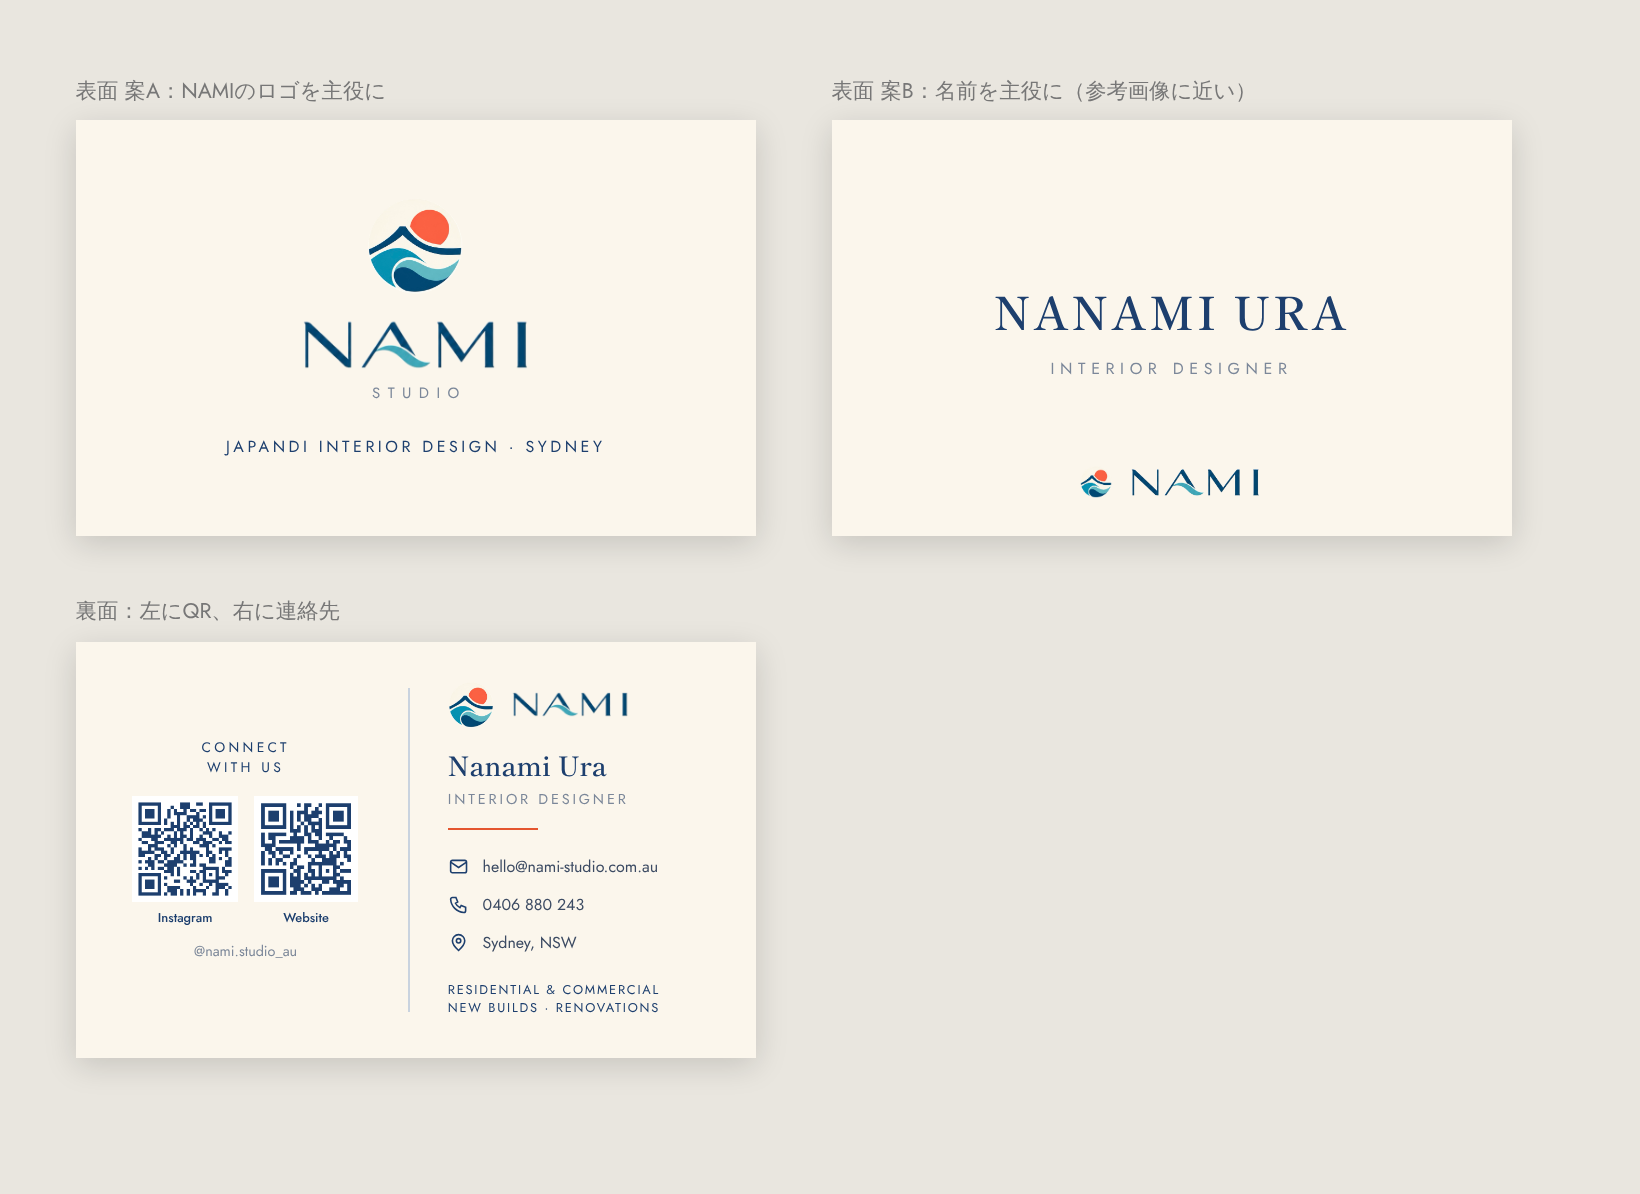 表面 案A：NAMIのロゴを主役に
NAMI
STUDIO
JAPANDI INTERIOR DESIGN · SYDNEY
表面 案B：名前を主役に（参考画像に近い）
NANAMI URA
INTERIOR DESIGNER
NAMI
裏面：左にQR、右に連絡先
CONNECT
WITH US
Instagram
Website
@nami.studio_au
NAMI
Nanami Ura
INTERIOR DESIGNER
hello@nami-studio.com.au
0406 880 243
Sydney, NSW
RESIDENTIAL & COMMERCIAL
NEW BUILDS · RENOVATIONS